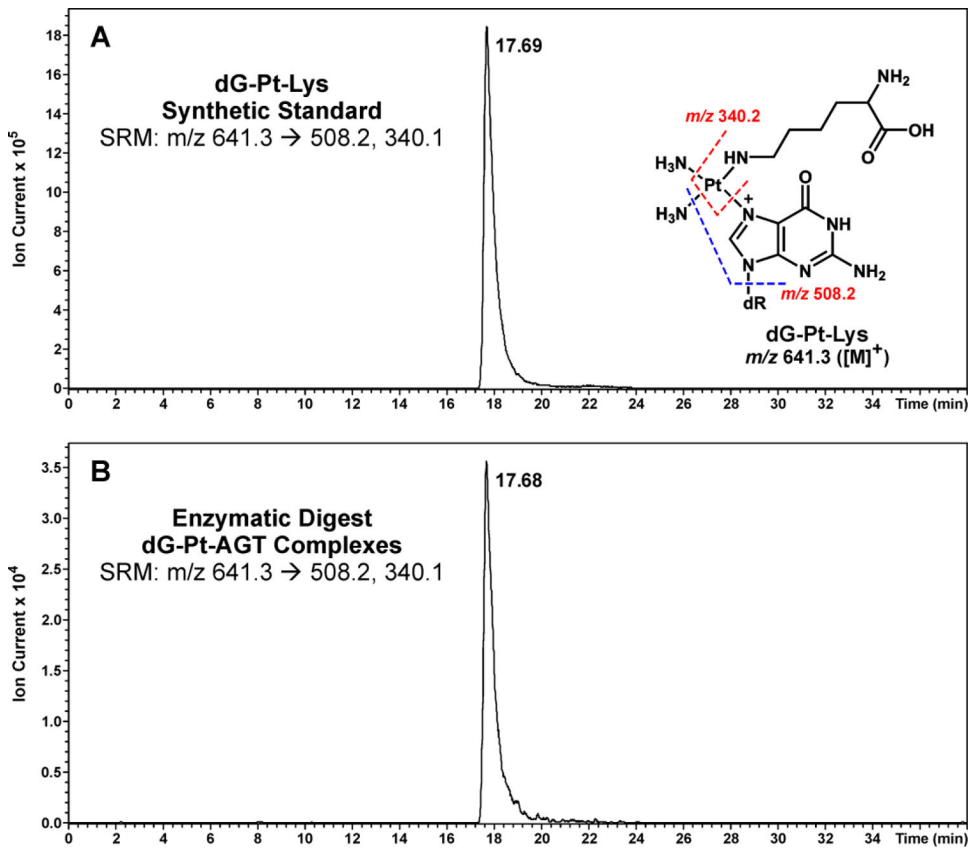 A
dG-Pt-Lys
Synthetic Standard
SRM: m/z 641.3 → 508.2, 340.1
17.69
Ion Current x 10⁵
18
16
14
12
10
8
6
4
2
0
0 2 4 6 8 10 12 14 16 18 20 22 24 26 28 30 32 34 Time (min)
NH₂
m/z 340.2
OH
O
HN
H₃N
Pt
O
H₃N
N
+
NH
N
N
NH₂
m/z 508.2
dR
dG-Pt-Lys
m/z 641.3 ([M]⁺)
B
Enzymatic Digest
dG-Pt-AGT Complexes
SRM: m/z 641.3 → 508.2, 340.1
17.68
Ion Current x 10⁴
3.5
3.0
2.5
2.0
1.5
1.0
0.5
0.0
0 2 4 6 8 10 12 14 16 18 20 22 24 26 28 30 32 34 Time (min)